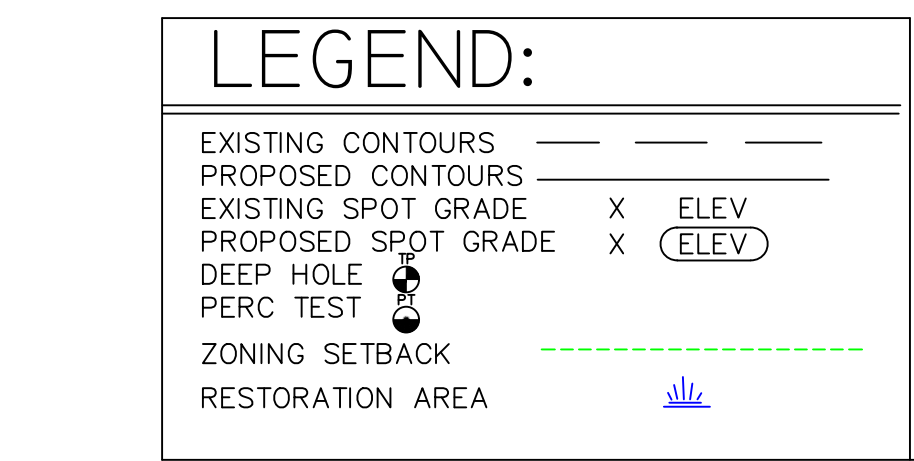 LEGEND:
EXISTING CONTOURS
PROPOSED CONTOURS
EXISTING SPOT GRADE X ELEV
PROPOSED SPOT GRADE X ELEV
DEEP HOLE TP
PERC TEST PT
ZONING SETBACK
RESTORATION AREA